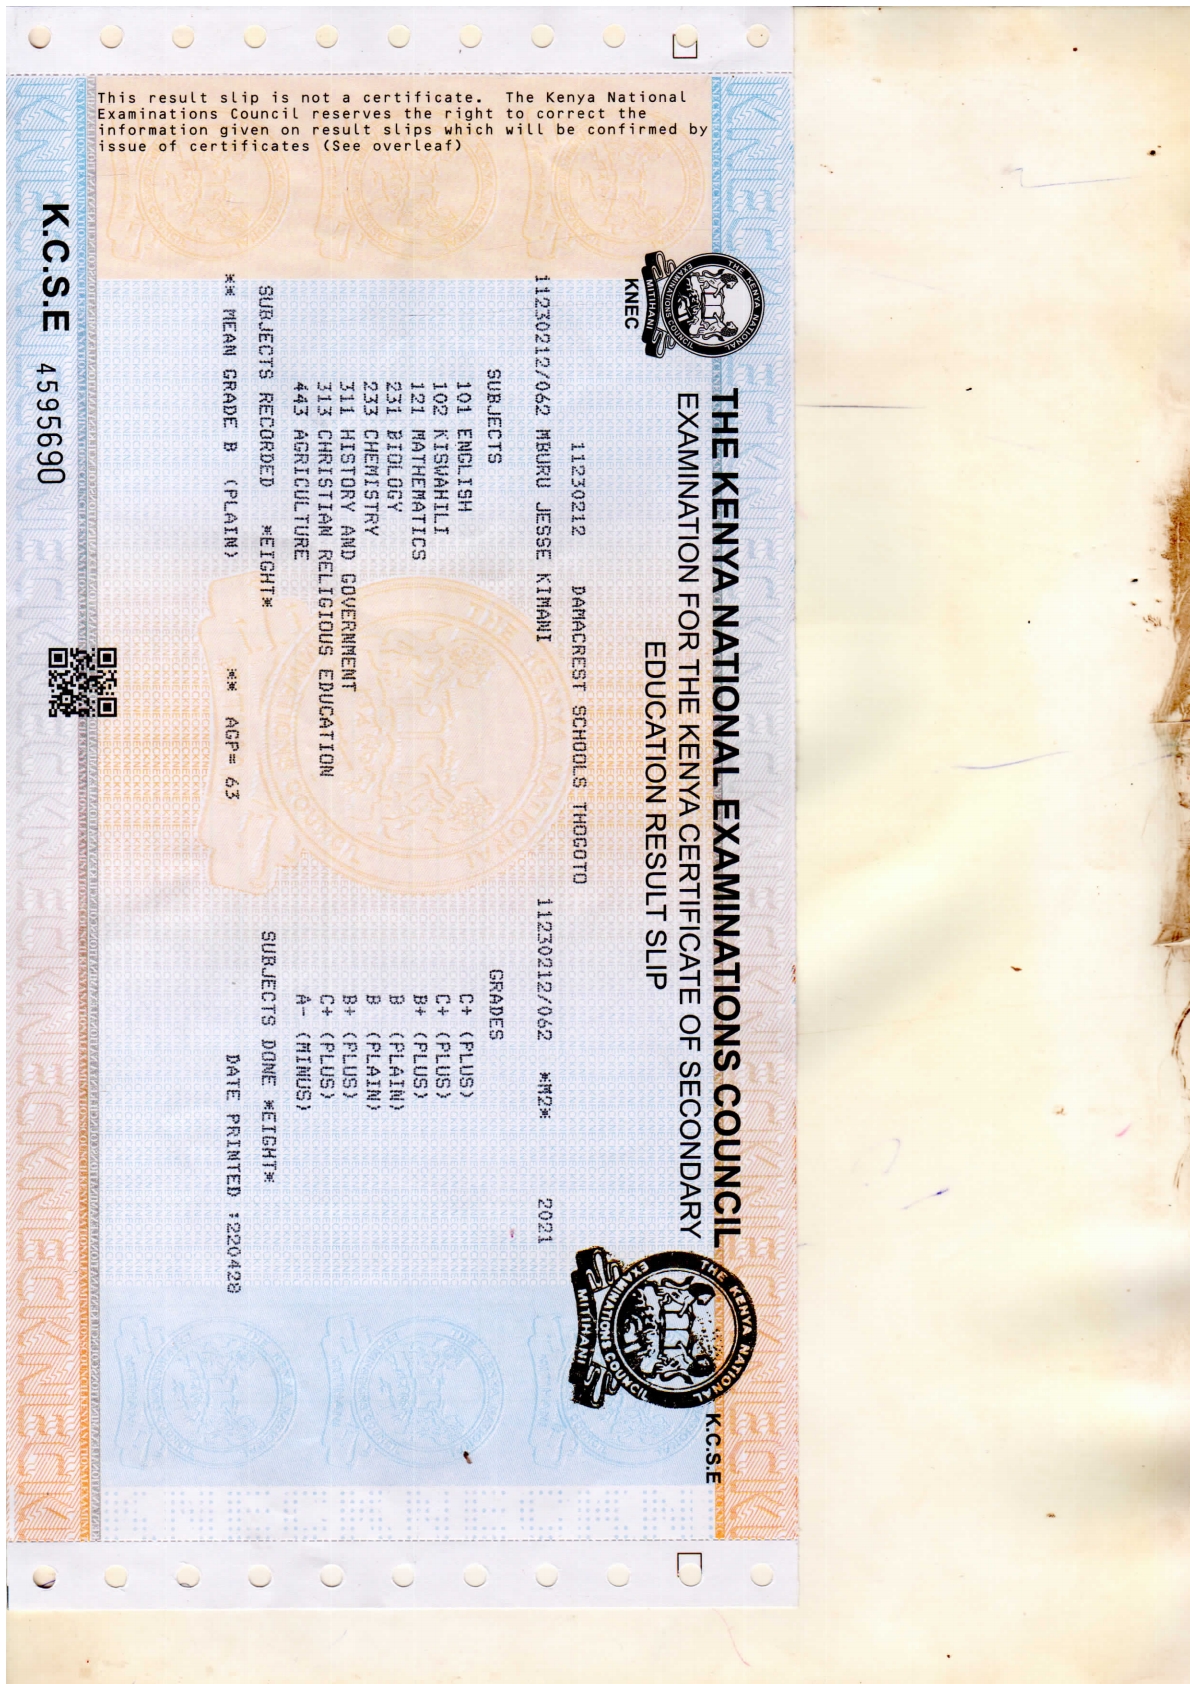 This result slip is not a certificate. The Kenya National
Examinations Council reserves the right to correct the
information given on result slips which will be confirmed by
issue of certificates (See overleaf)
THE KENYA NATIONAL EXAMINATIONS COUNCIL
EXAMINATION FOR THE KENYA CERTIFICATE OF SECONDARY
EDUCATION RESULT SLIP
THE KENYA NATIONAL
EXAMINATIONS COUNCIL
MITIHANI
KNEC
THE KENYA NATIONAL
EXAMINATIONS COUNCIL
MITIHANI
K.C.S.E
11230212 DAMACREST SCHOOLS THOGOTO
11230212/062 MBURU JESSE KIMANI 11230212/062 *M2* 2021
SUBJECTS GRADES
101 ENGLISH C+ (PLUS)
102 KISWAHILI C+ (PLUS)
121 MATHEMATICS B+ (PLUS)
231 BIOLOGY B (PLAIN)
233 CHEMISTRY B (PLAIN)
311 HISTORY AND GOVERNMENT B+ (PLUS)
313 CHRISTIAN RELIGIOUS EDUCATION C+ (PLUS)
443 AGRICULTURE A- (MINUS)
SUBJECTS RECORDED *EIGHT* SUBJECTS DONE *EIGHT*
** MEAN GRADE B (PLAIN) ** AGP= 63 DATE PRINTED :220428
K.C.S.E 4595690